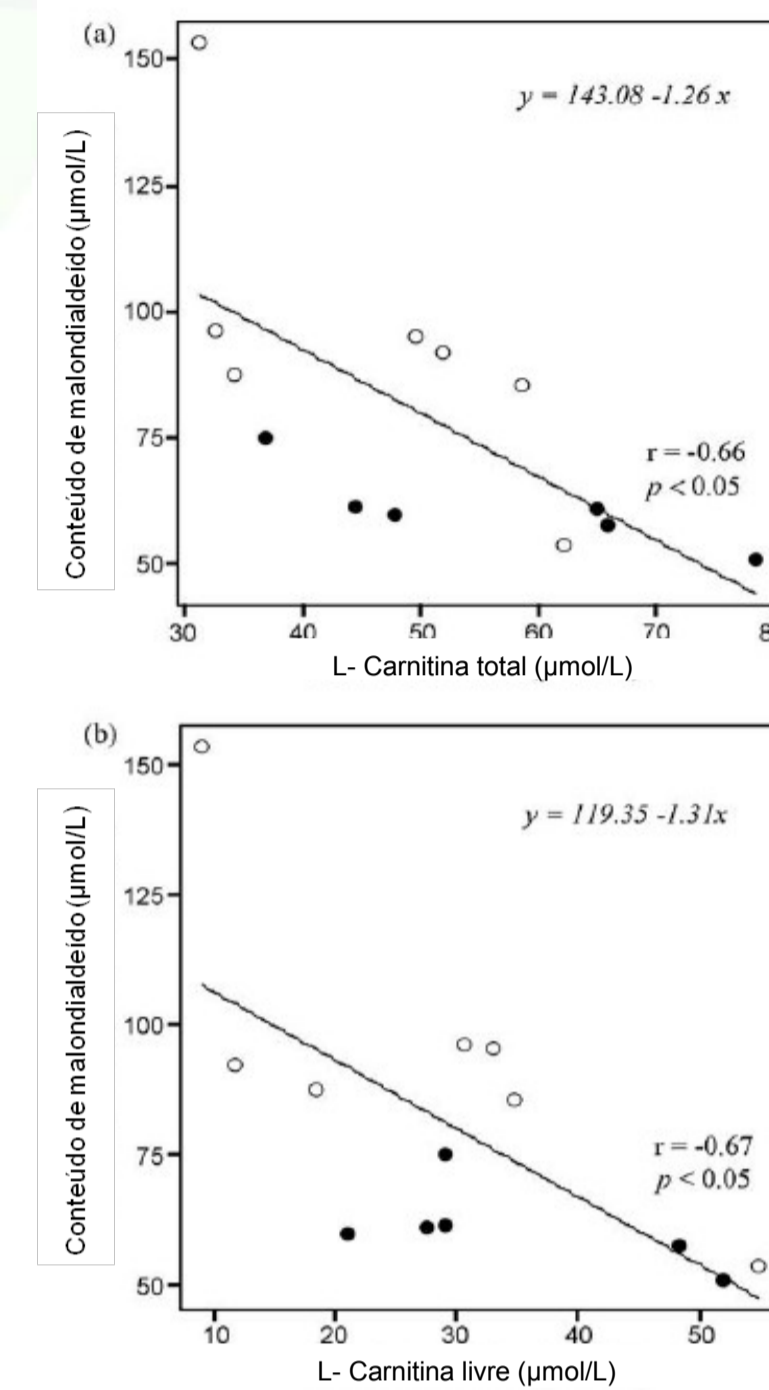 (a)
150
y = 143.08 -1.26 x
125
100
75
r = -0.66
p < 0.05
50
30 40 50 60 70 8
L- Carnitina total (µmol/L)
Conteúdo de malondialdeído (µmol/L)
(b)
150
y = 119.35 -1.31x
125
100
75
r = -0.67
p < 0.05
50
10 20 30 40 50
L- Carnitina livre (µmol/L)
Conteúdo de malondialdeído (µmol/L)